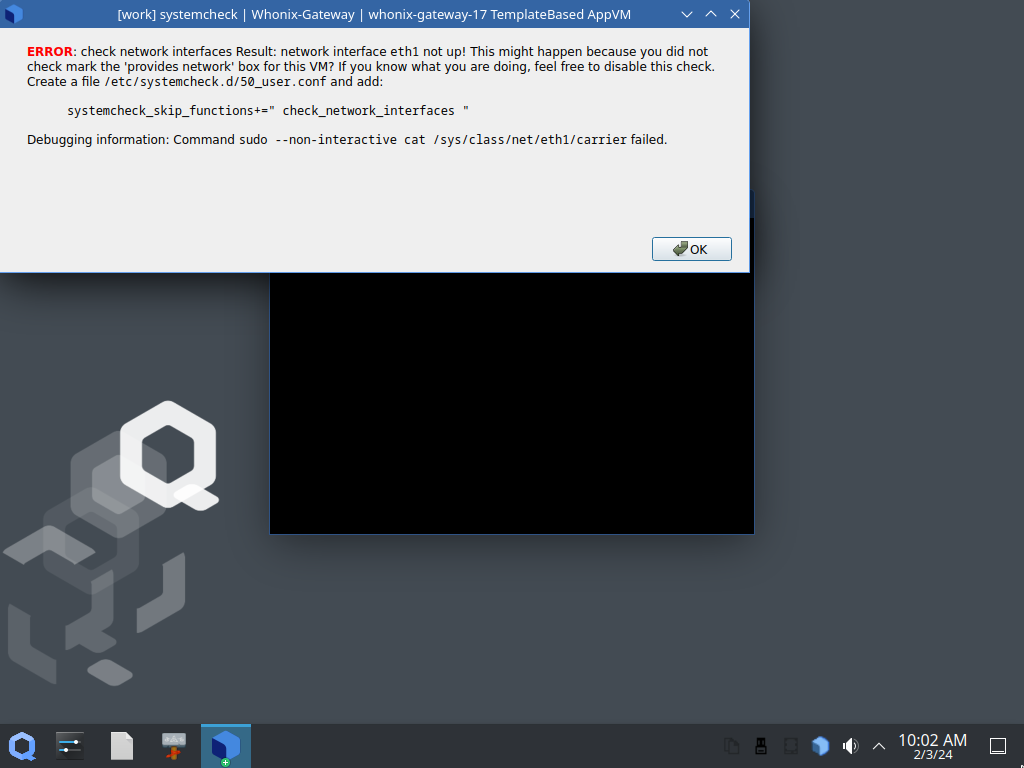 [work] systemcheck | Whonix-Gateway | whonix-gateway-17 TemplateBased AppVM
ERROR: check network interfaces Result: network interface eth1 not up! This might happen because you did not
check mark the 'provides network' box for this VM? If you know what you are doing, feel free to disable this check.
Create a file /etc/systemcheck.d/50_user.conf and add:
systemcheck_skip_functions+=" check_network_interfaces "
Debugging information: Command sudo --non-interactive cat /sys/class/net/eth1/carrier failed.
OK
10:02 AM
2/3/24